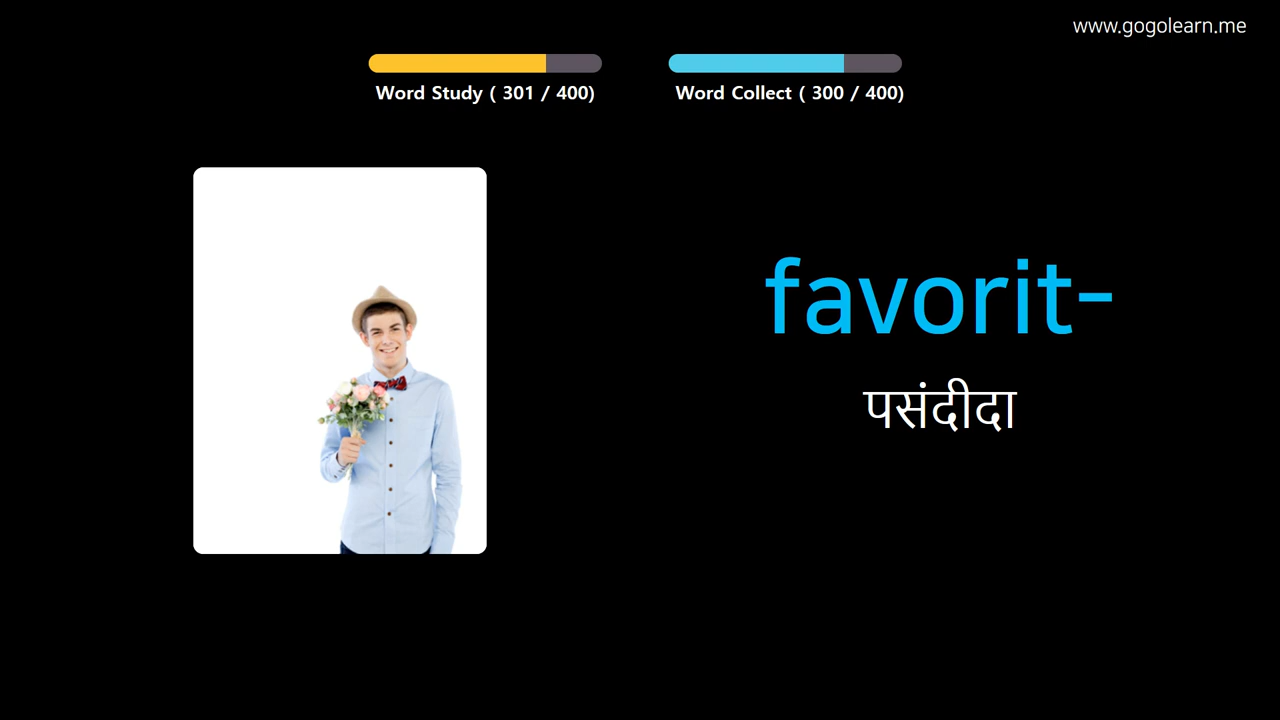 www.gogolearn.me
Word Study ( 301 / 400)
Word Collect ( 300 / 400)
favorit-
पसंदीदा